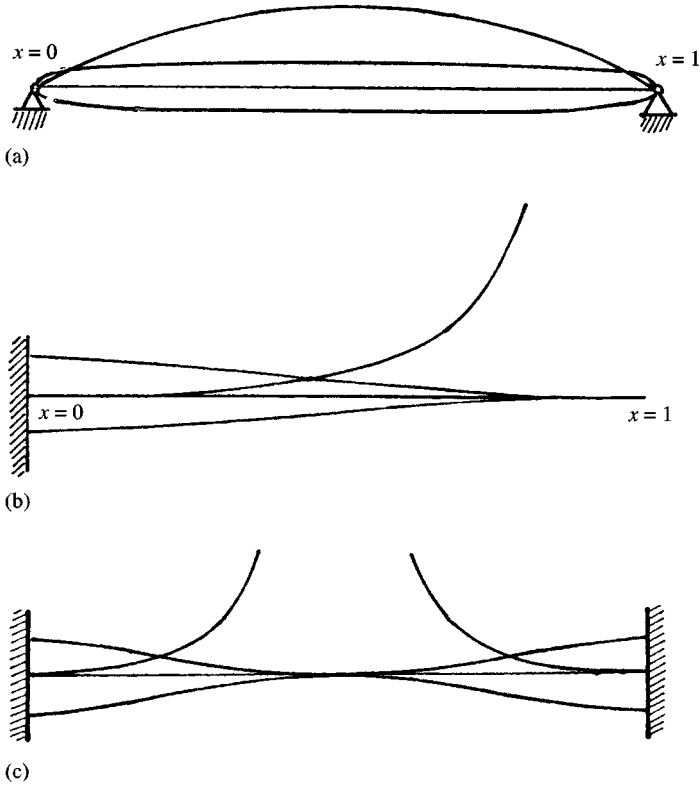 x = 0
x = 1
(a)
x = 0
x = 1
(b)
(c)